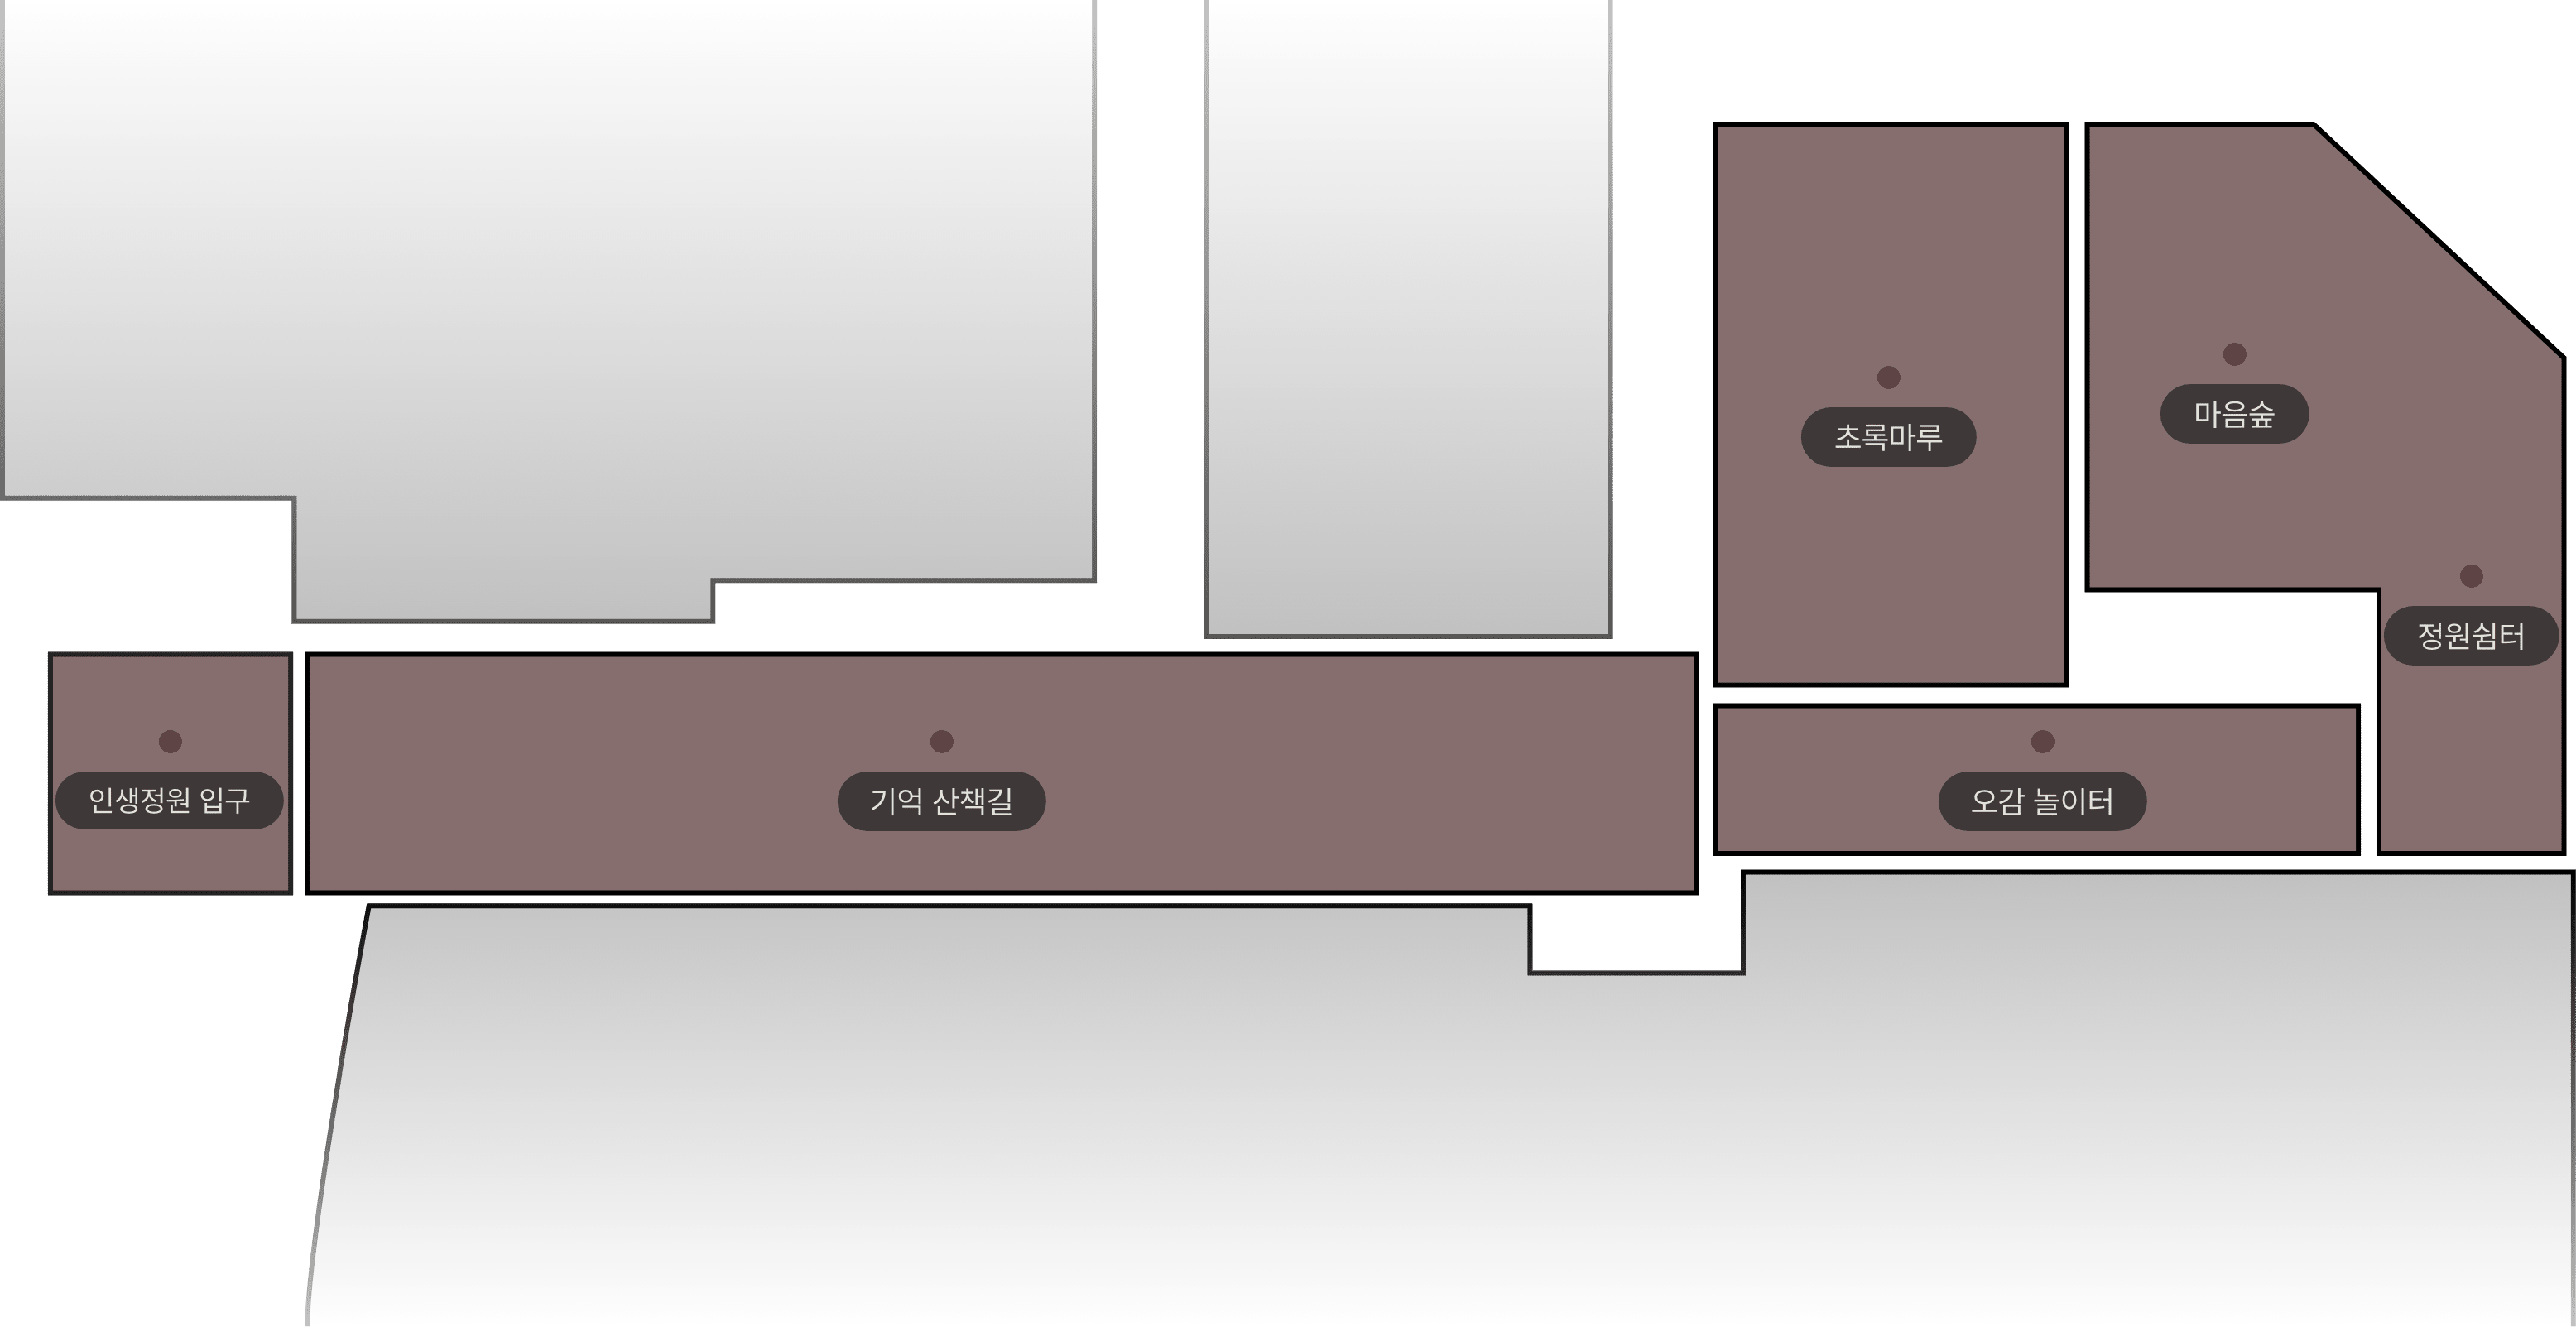 마음숲
초록마루
정원쉼터
인생정원 입구
기억 산책길
오감 놀이터